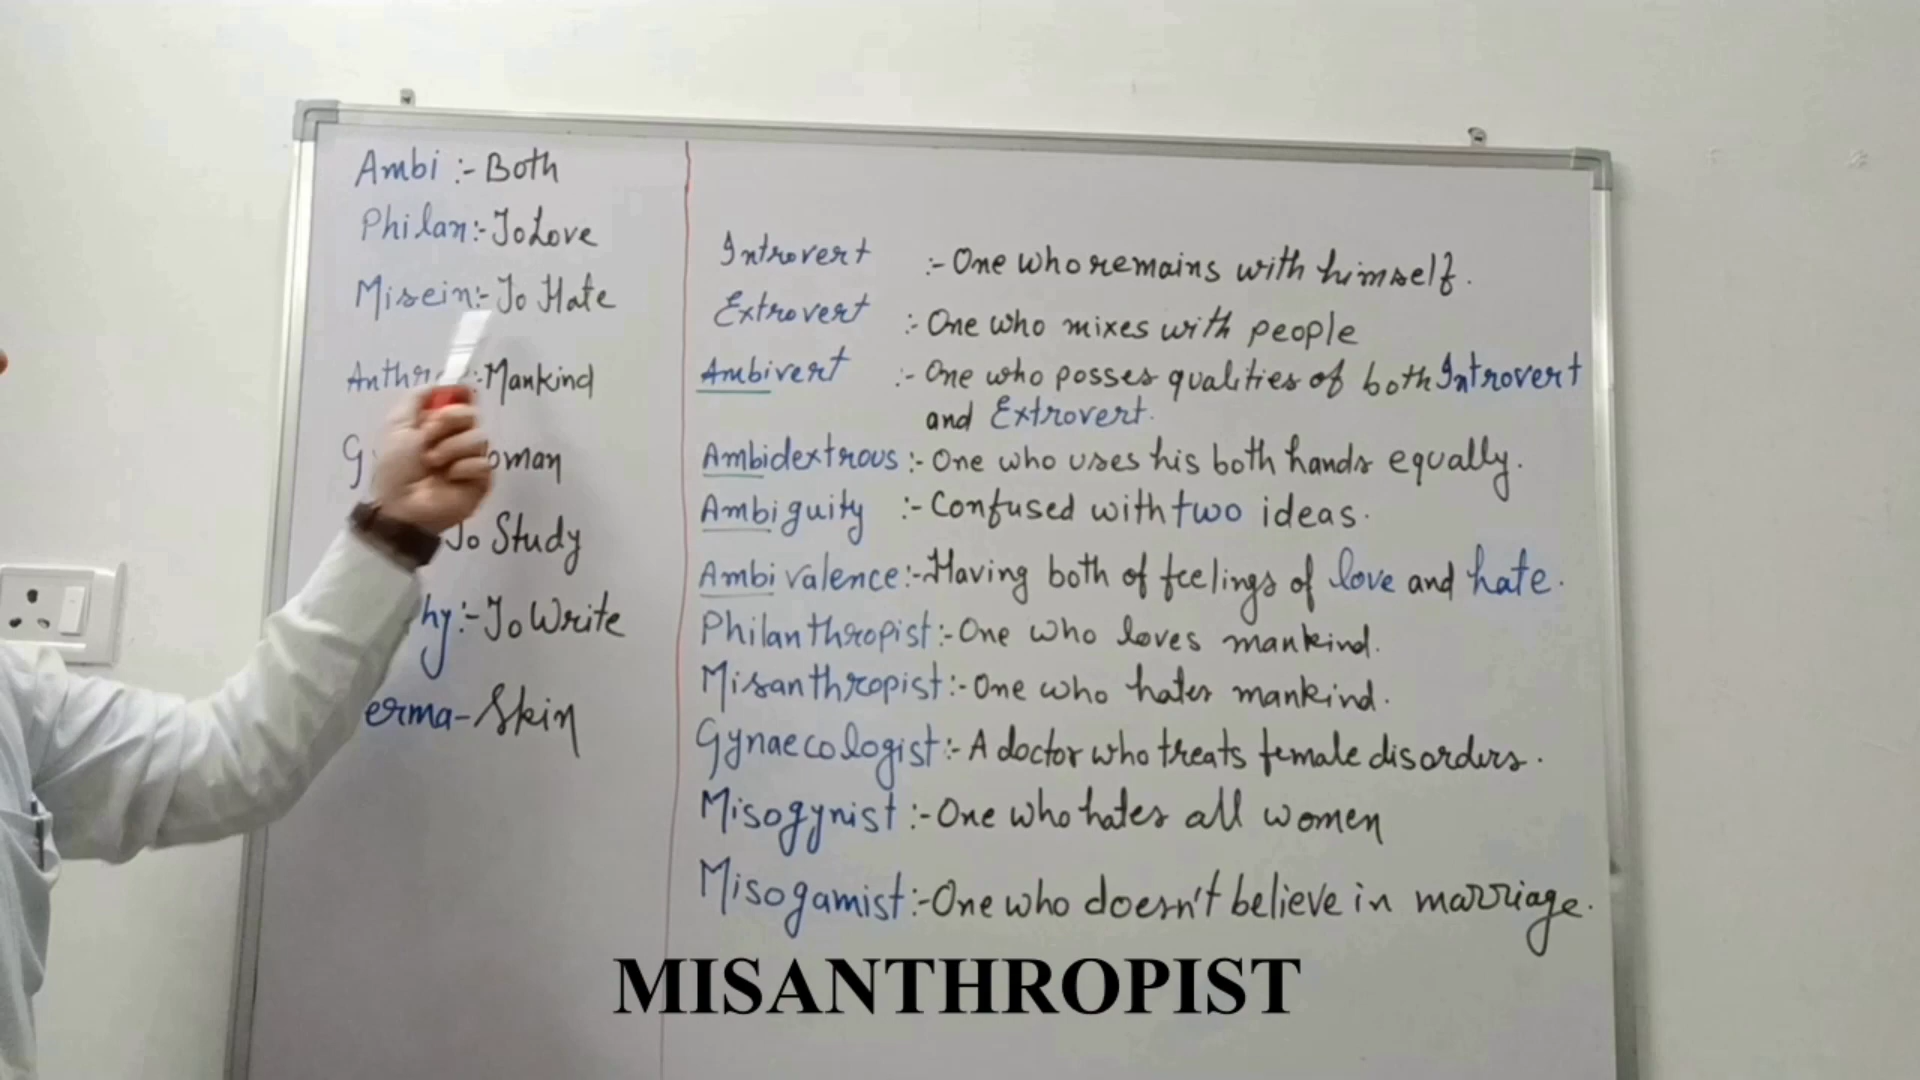 Ambi :- Both
Philan:- To Love
Misein:- To Hate
:- Mankind
To Study
:- To Write
Skin
Introvert :- One who remains with himself.
Extrovert :- One who mixes with people
Ambivert :- One who posses qualities of both Introvert
and Extrovert.
Ambidextrous :- One who uses his both hands equally.
Ambiguity :- Confused with two ideas.
Ambivalence :- Having both of feelings of love and hate.
Philanthropist :- One who loves mankind.
Misanthropist :- One who hates mankind.
Gynaecologist :- A doctor who treats female disorders.
Misogynist :- One who hates all women
Misogamist :- One who doesn't believe in marriage.
MISANTHROPIST